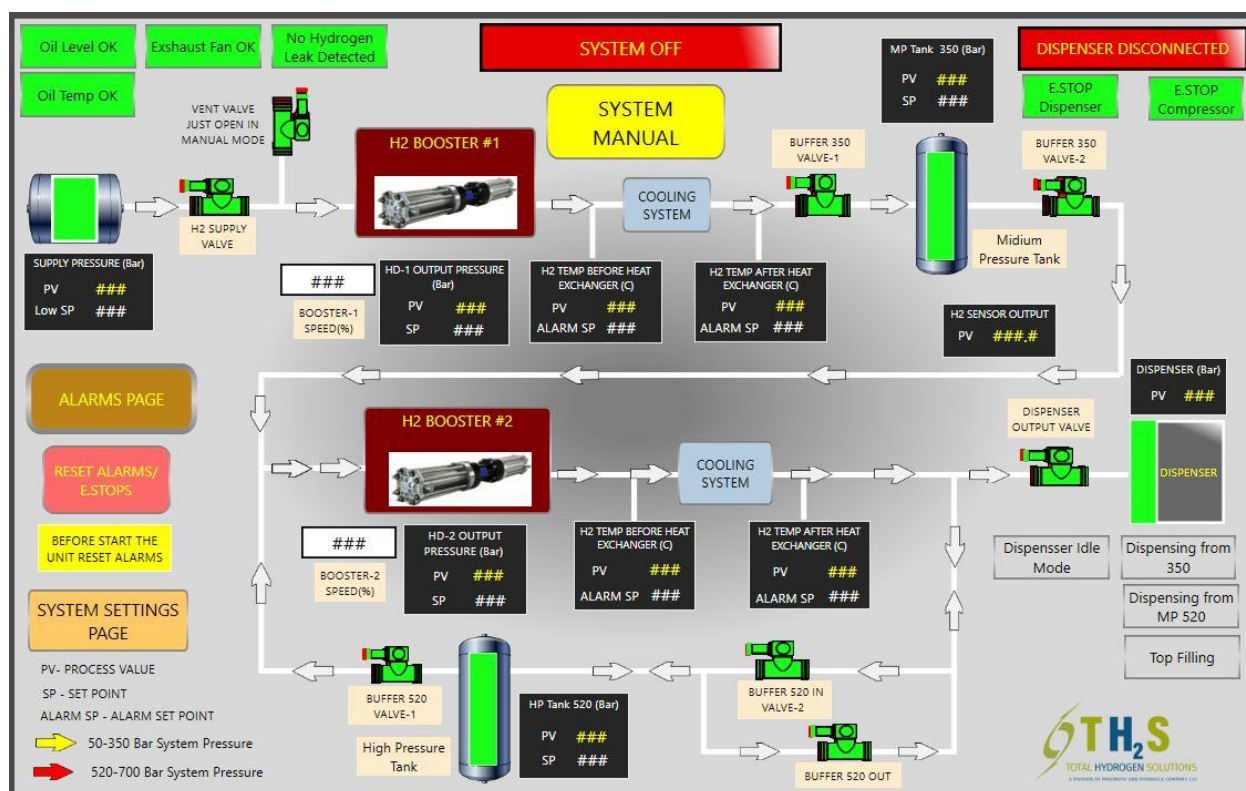 Oil Level OK
Exshaust Fan OK
No Hydrogen
Leak Detected
SYSTEM OFF
MP Tank 350 (Bar)
PV ###
SP ###
DISPENSER DISCONNECTED
Oil Temp OK
VENT VALVE
JUST OPEN IN
MANUAL MODE
SYSTEM
MANUAL
E.STOP
Dispenser
E.STOP
Compressor
H2 BOOSTER #1
BUFFER 350
VALVE-1
BUFFER 350
VALVE-2
COOLING
SYSTEM
H2 SUPPLY
VALVE
Midium
Pressure Tank
SUPPLY PRESSURE (Bar)
PV ###
Low SP ###
###
BOOSTER-1
SPEED(%)
HD-1 OUTPUT PRESSURE
(Bar)
PV ###
SP ###
H2 TEMP BEFORE HEAT
EXCHANGER (C)
PV ###
ALARM SP ###
H2 TEMP AFTER HEAT
EXCHANGER (C)
PV ###
ALARM SP ###
H2 SENSOR OUTPUT
PV ###.#
ALARMS PAGE
DISPENSER (Bar)
PV ###
H2 BOOSTER #2
DISPENSER
OUTPUT VALVE
RESET ALARMS/
E.STOPS
COOLING
SYSTEM
DISPENSER
BEFORE START THE
UNIT RESET ALARMS
###
BOOSTER-2
SPEED(%)
HD-2 OUTPUT
PRESSURE (Bar)
PV ###
SP ###
H2 TEMP BEFORE HEAT
EXCHANGER (C)
PV ###
ALARM SP ###
H2 TEMP AFTER HEAT
EXCHANGER (C)
PV ###
ALARM SP ###
Dispensser Idle
Mode
Dispensing from
350
Dispensing from
MP 520
Top Filling
SYSTEM SETTINGS
PAGE
PV- PROCESS VALUE
SP - SET POINT
ALARM SP - ALARM SET POINT
50-350 Bar System Pressure
520-700 Bar System Pressure
BUFFER 520
VALVE-1
High Pressure
Tank
HP Tank 520 (Bar)
PV ###
SP ###
BUFFER 520 IN
VALVE-2
BUFFER 520 OUT
TH2S
TOTAL HYDROGEN SOLUTIONS
A DIVISION OF PNEUMATIC AND HYDRAULIC COMPANY, LLC